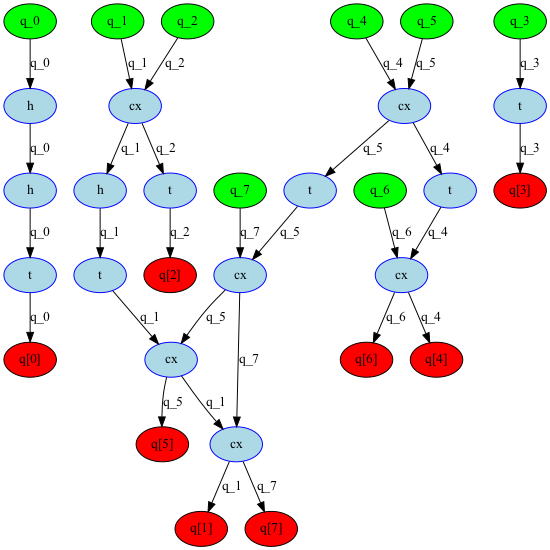 q_0 q_1 q_2 q_4 q_5 q_3
q_0 q_1 q_2 q_4 q_5 q_3
h cx cx t
q_0 q_1 q_2 q_5 q_4 q_3
h h t q_7 t q_6 t q[3]
q_0 q_1 q_2 q_7 q_5 q_6 q_4
t t q[2] cx cx
q_0 q_1 q_5 q_6 q_4
q[0] cx q_7 q[6] q[4]
q_5 q_1
q[5] cx
q_1 q_7
q[1] q[7]